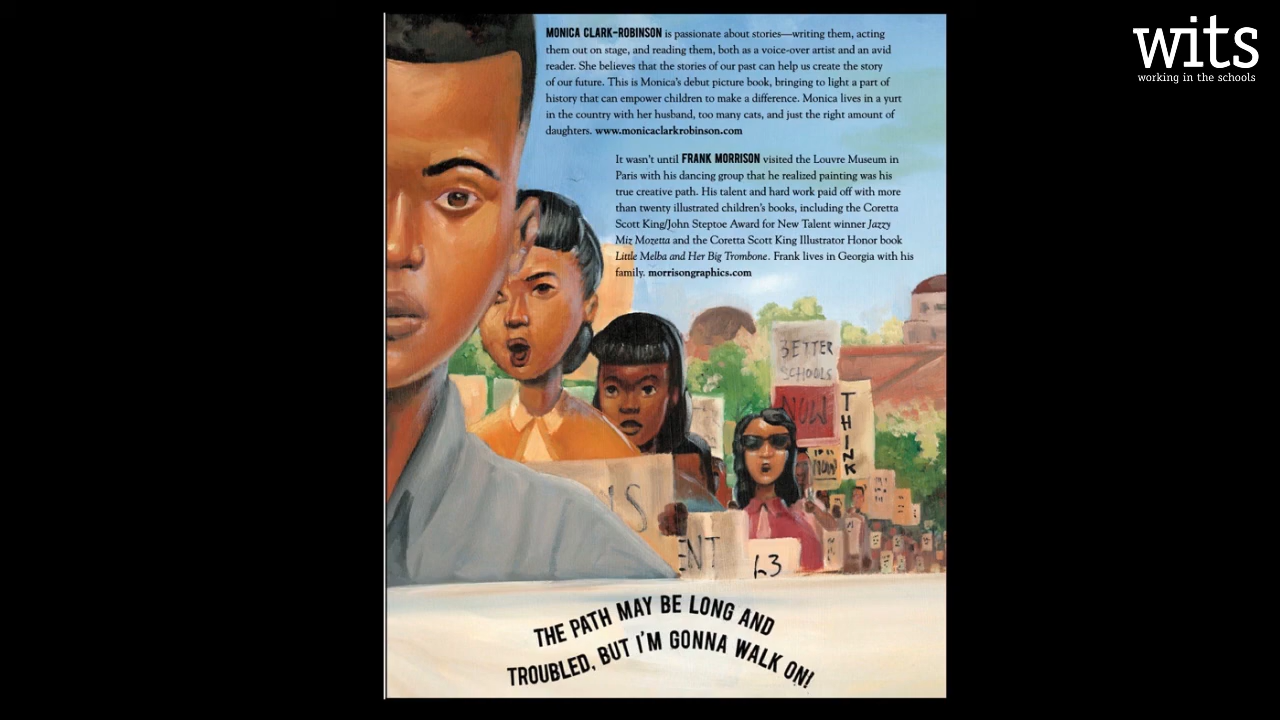 wits
working in the schools
MONICA CLARK-ROBINSON is passionate about stories—writing them, acting
them out on stage, and reading them, both as a voice-over artist and an avid
reader. She believes that the stories of our past can help us create the story
of our future. This is Monica's debut picture book, bringing to light a part of
history that can empower children to make a difference. Monica lives in a yurt
in the country with her husband, too many cats, and just the right amount of
daughters. www.monicaclarkrobinson.com
It wasn't until FRANK MORRISON visited the Louvre Museum in
Paris with his dancing group that he realized painting was his
true creative path. His talent and hard work paid off with more
than twenty illustrated children's books, including the Coretta
Scott King/John Steptoe Award for New Talent winner Jazzy
Miz Mozetta and the Coretta Scott King Illustrator Honor book
Little Melba and Her Big Trombone. Frank lives in Georgia with his
family. morrisongraphics.com
BETTER
SCHOOLS
NOW
THINK
NOW
IS
ENT
63
THE PATH MAY BE LONG AND
TROUBLED, BUT I'M GONNA WALK ON!